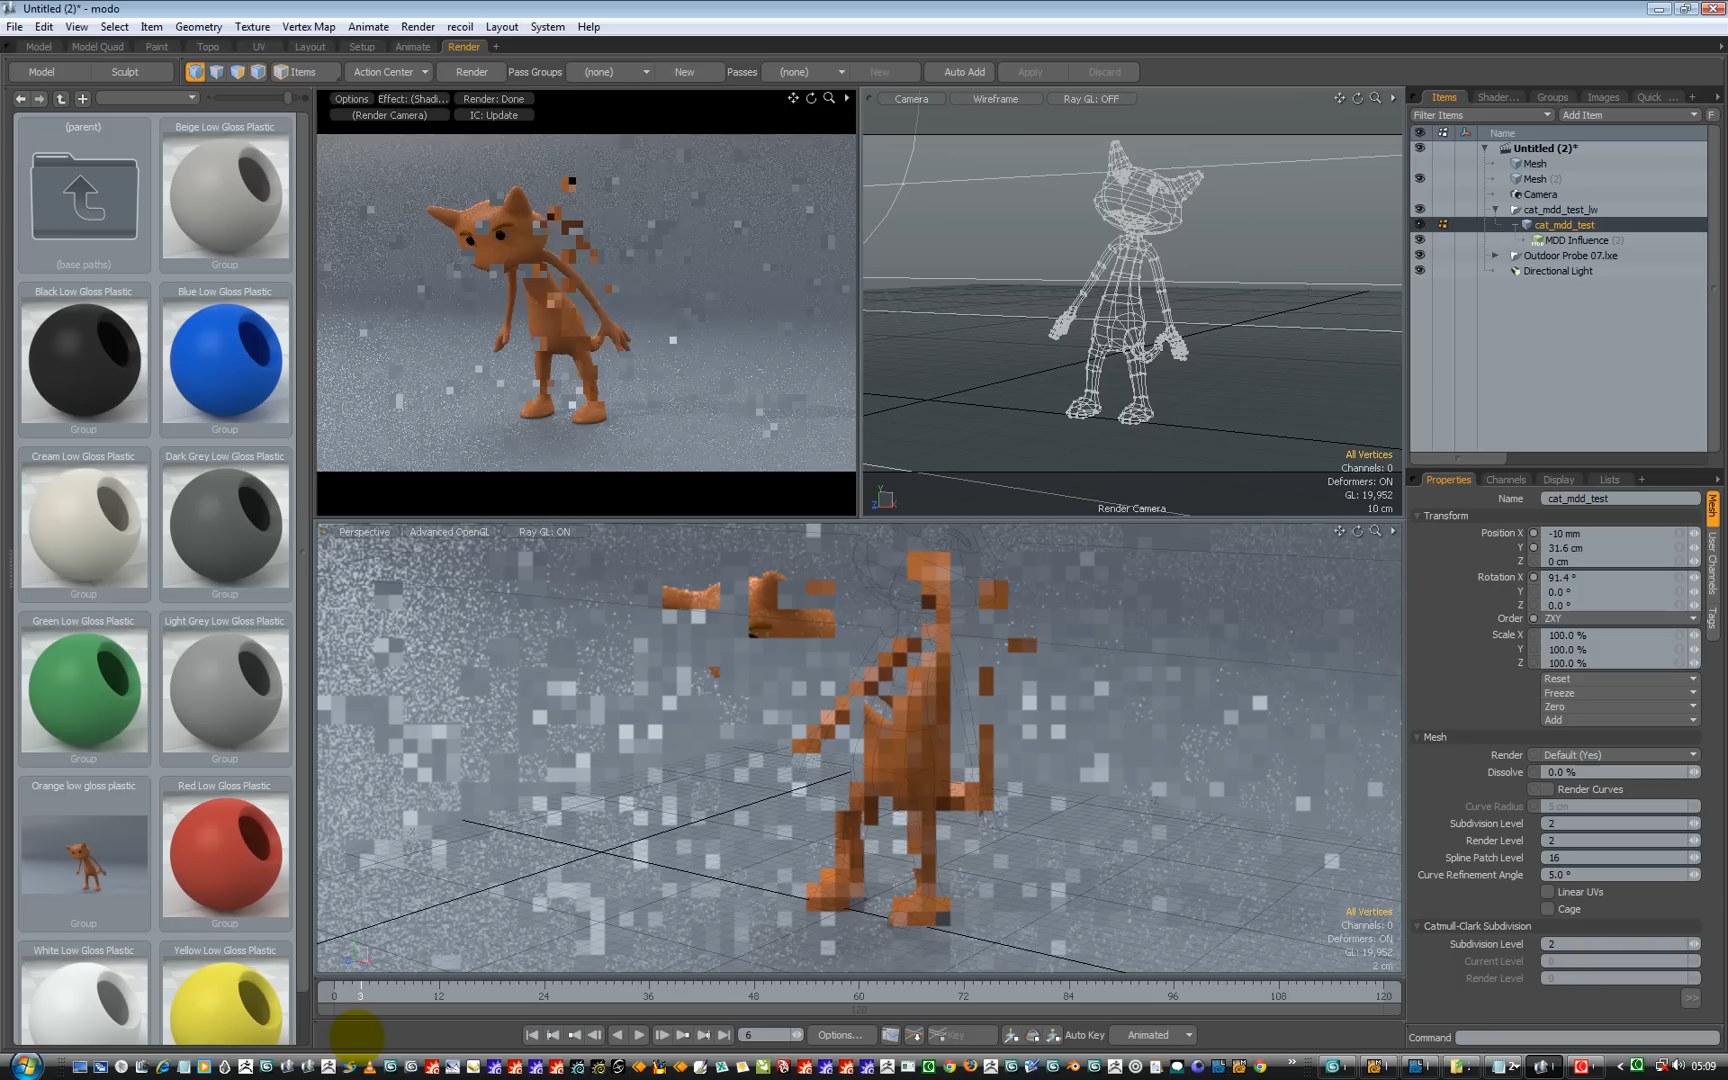 Untitled (2)* - modo
File Edit View Select Item Geometry Texture Vertex Map Animate Render recoil Layout System Help
Model Model Quad Paint Topo UV Layout Setup Animate Render +
Model Sculpt Items Action Center Render Pass Groups (none) New Passes (none) New Auto Add Apply Discard
(parent)
(base paths)
Beige Low Gloss Plastic
Group
Black Low Gloss Plastic
Group
Blue Low Gloss Plastic
Group
Cream Low Gloss Plastic
Group
Dark Grey Low Gloss Plastic
Group
Green Low Gloss Plastic
Group
Light Grey Low Gloss Plastic
Group
Orange low gloss plastic
Group
Red Low Gloss Plastic
Group
White Low Gloss Plastic
Yellow Low Gloss Plastic
Options Effect: (Shadi... Render: Done
(Render Camera) IC: Update
Camera Wireframe Ray GL: OFF
All Vertices
Channels: 0
Deformers: ON
GL: 19,952
10 cm
Render Camera
Perspective Advanced OpenGL Ray GL: ON
All Vertices
Channels: 0
Deformers: ON
GL: 19,952
2 cm
0 3 12 24 36 48 60 72 84 96 108 120
120
6 Options... Key Auto Key Animated
Items Shader... Groups Images Quick ... +
Filter Items Add Item F
Name
Untitled (2)*
Mesh
Mesh (2)
Camera
cat_mdd_test_lw
cat_mdd_test
MDD Influence (2)
Outdoor Probe 07.lxe
Directional Light
Properties Channels Display Lists +
Name cat_mdd_test
Transform
Position X -10 mm
Y 31.6 cm
Z 0 cm
Rotation X 91.4 °
Y 0.0 °
Z 0.0 °
Order ZXY
Scale X 100.0 %
Y 100.0 %
Z 100.0 %
Reset
Freeze
Zero
Add
Mesh
Render Default (Yes)
Dissolve 0.0 %
Render Curves
Curve Radius 5 cm
Subdivision Level 2
Render Level 2
Spline Patch Level 16
Curve Refinement Angle 5.0 °
Linear UVs
Cage
Catmull-Clark Subdivision
Subdivision Level 2
Current Level 0
Render Level 0
>>
Command
Mesh
User Channels
Tags
05:09